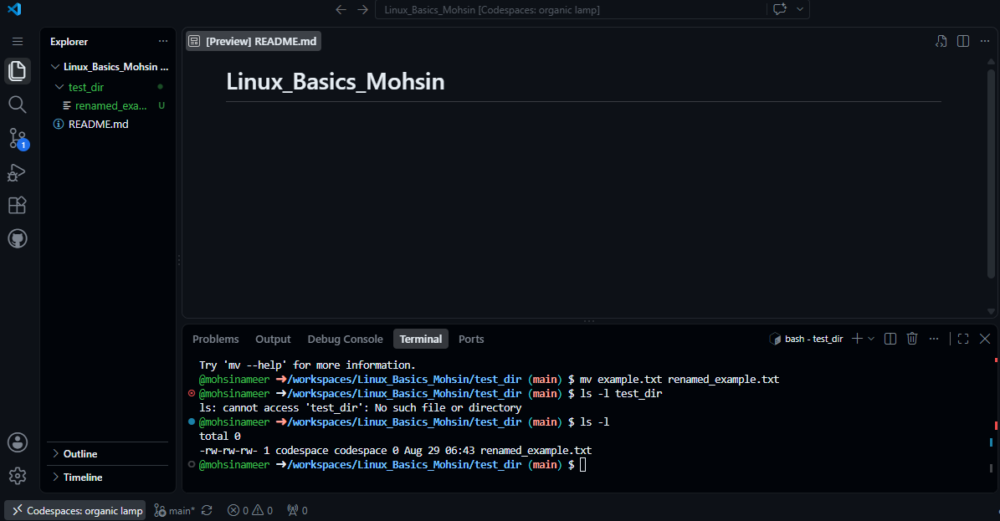 Linux_Basics_Mohsin [Codespaces: organic lamp]
Explorer
Linux_Basics_Mohsin ...
test_dir
renamed_exa... U
README.md
Outline
Timeline
[Preview] README.md
Linux_Basics_Mohsin
Problems Output Debug Console Terminal Ports
bash - test_dir
Try 'mv --help' for more information.
@mohsinameer ➜/workspaces/Linux_Basics_Mohsin/test_dir (main) $ mv example.txt renamed_example.txt
@mohsinameer ➜/workspaces/Linux_Basics_Mohsin/test_dir (main) $ ls -l test_dir
ls: cannot access 'test_dir': No such file or directory
@mohsinameer ➜/workspaces/Linux_Basics_Mohsin/test_dir (main) $ ls -l
total 0
-rw-rw-rw- 1 codespace codespace 0 Aug 29 06:43 renamed_example.txt
@mohsinameer ➜/workspaces/Linux_Basics_Mohsin/test_dir (main) $
1
Codespaces: organic lamp main* 0 0 0